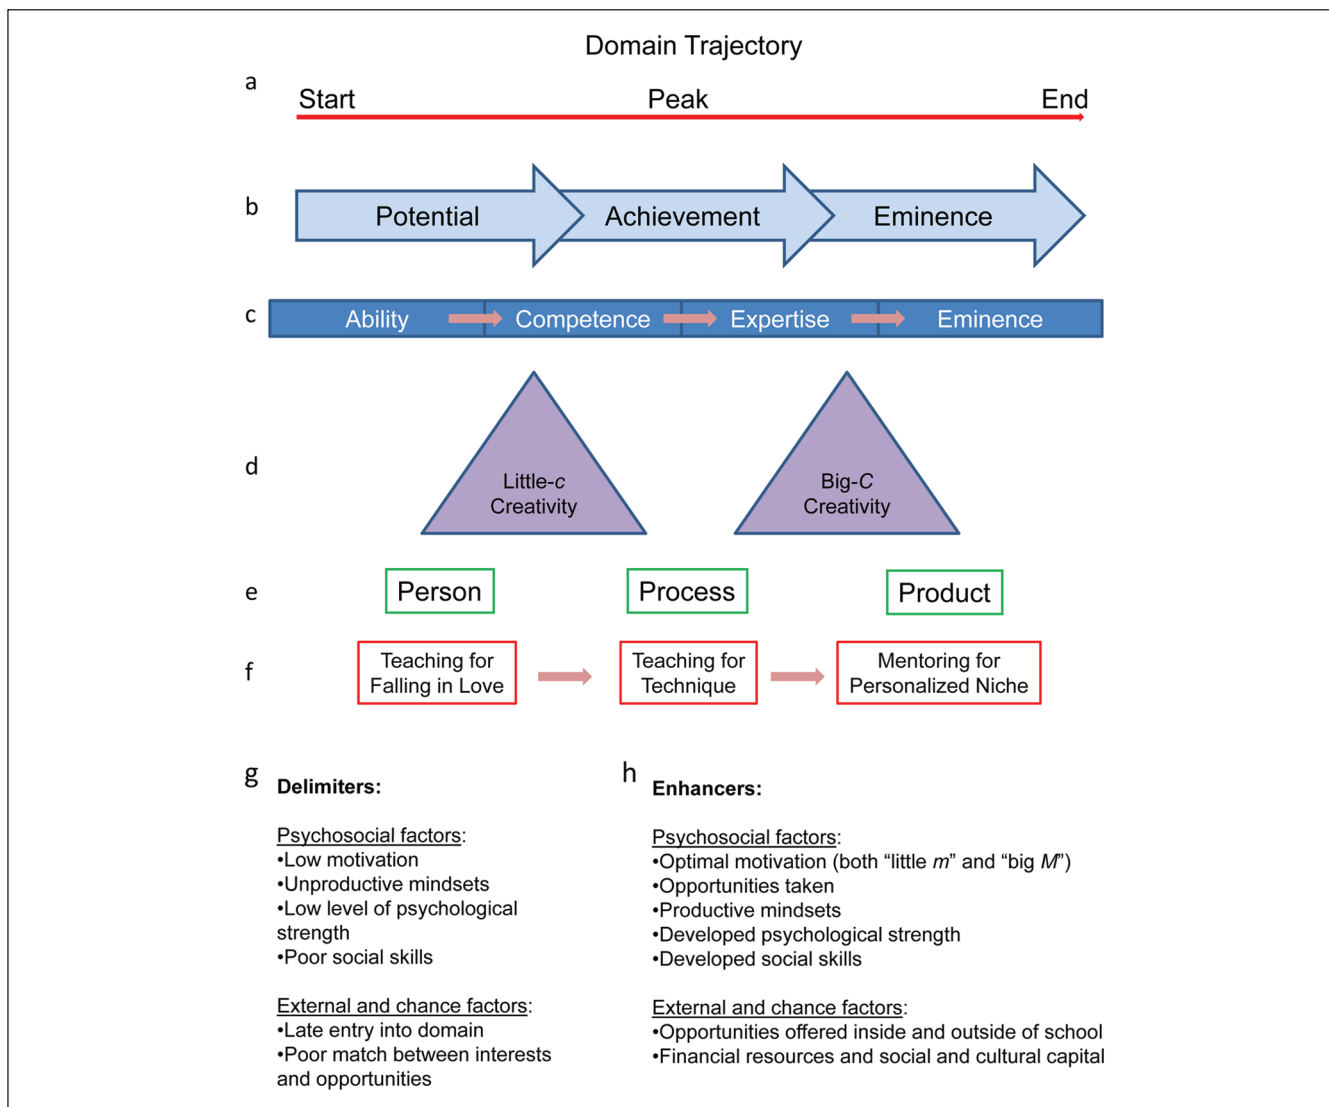 Domain Trajectory
a
Start Peak End
b
Potential Achievement Eminence
c
Ability Competence Expertise Eminence
d
Little-c
Creativity
Big-C
Creativity
e
Person Process Product
f
Teaching for
Falling in Love
Teaching for
Technique
Mentoring for
Personalized Niche
g
Delimiters:
Psychosocial factors:
•Low motivation
•Unproductive mindsets
•Low level of psychological
strength
•Poor social skills
External and chance factors:
•Late entry into domain
•Poor match between interests
and opportunities
h
Enhancers:
Psychosocial factors:
•Optimal motivation (both “little m” and “big M”)
•Opportunities taken
•Productive mindsets
•Developed psychological strength
•Developed social skills
External and chance factors:
•Opportunities offered inside and outside of school
•Financial resources and social and cultural capital